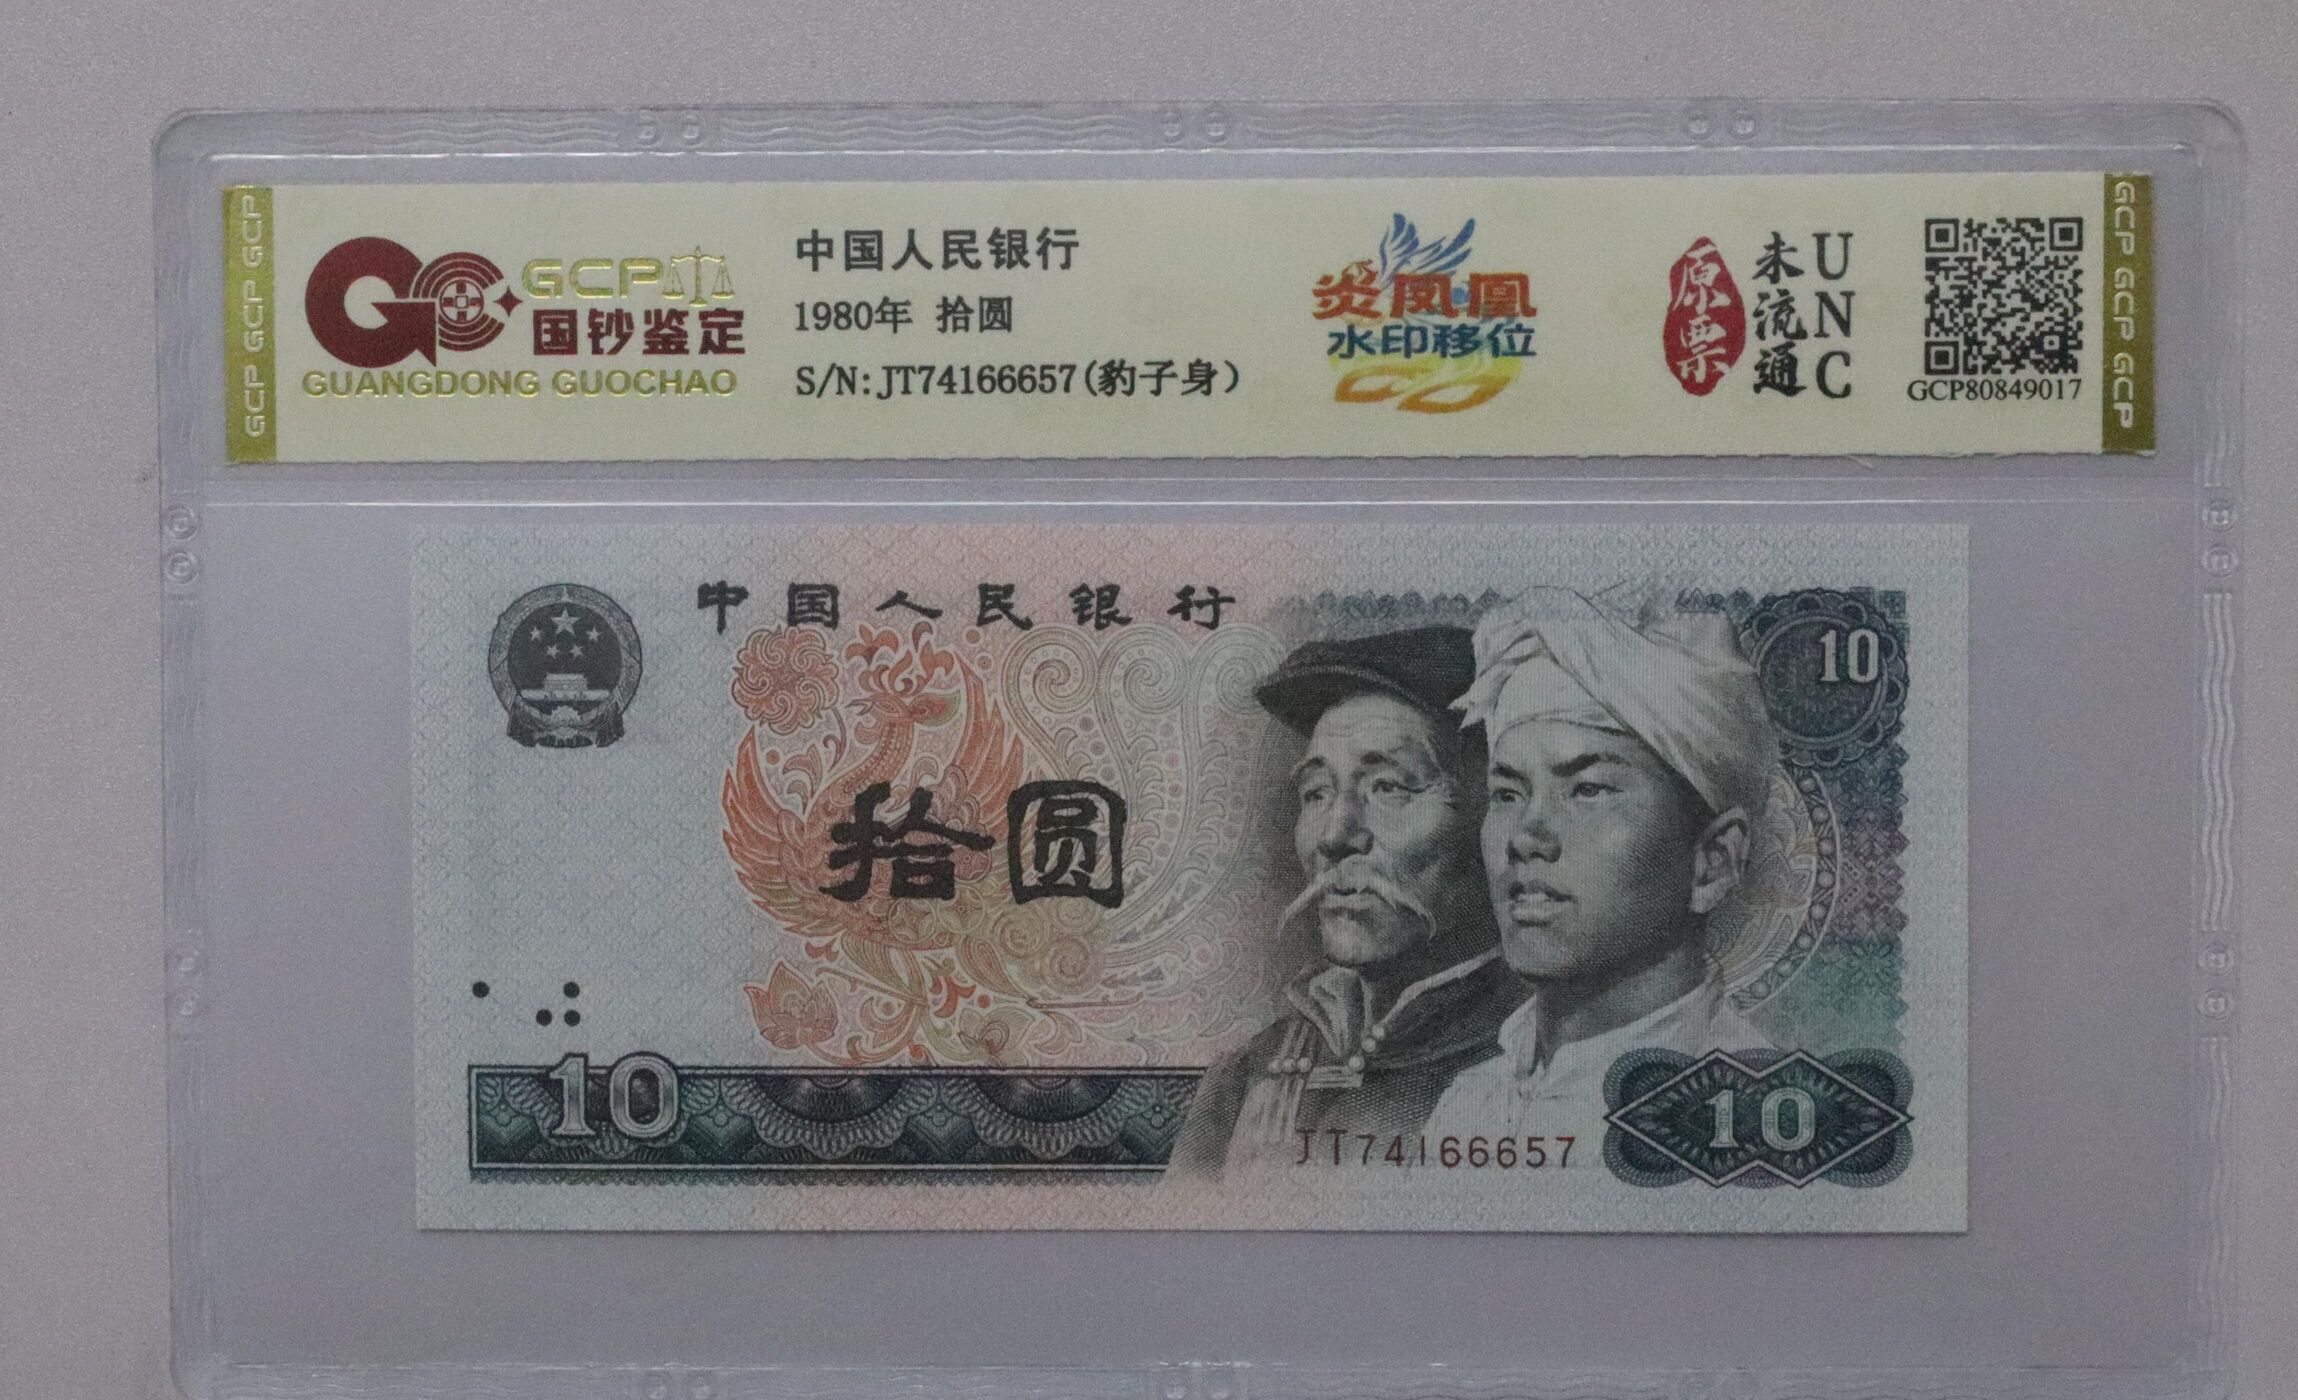 GCP GCP GCP
GCP
国钞鉴定
GUANGDONG GUOCHAO
中国人民银行
1980年 拾圆
S/N:JT74166657(豹子身)
炎凤凰
水印移位
原票
未流通
UNC
GCP80849017
GCP GCP GCP
中国人民银行
10
拾圆
10
JT74166657
10